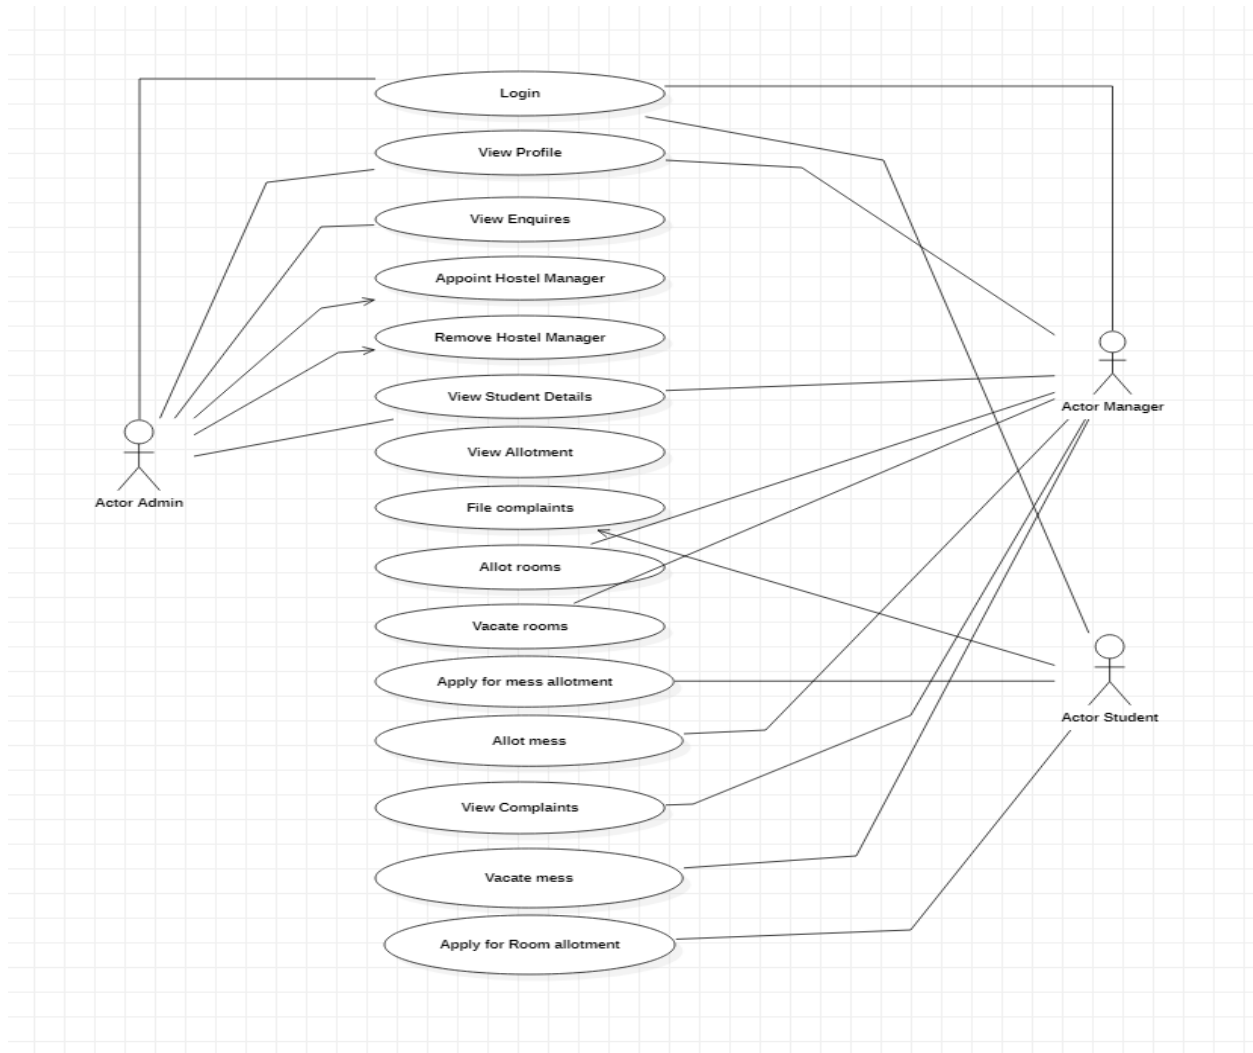 Login
View Profile
View Enquires
Appoint Hostel Manager
Remove Hostel Manager
View Student Details
Actor Manager
View Allotment
Actor Admin
File complaints
Allot rooms
Vacate rooms
Apply for mess allotment
Actor Student
Allot mess
View Complaints
Vacate mess
Apply for Room allotment